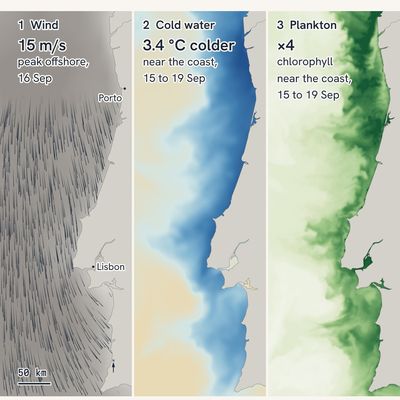 1 Wind
15 m/s
peak offshore,
16 Sep
Porto
Lisbon
50 km
N
2 Cold water
3.4 °C colder
near the coast,
15 to 19 Sep
3 Plankton
×4
chlorophyll
near the coast,
15 to 19 Sep